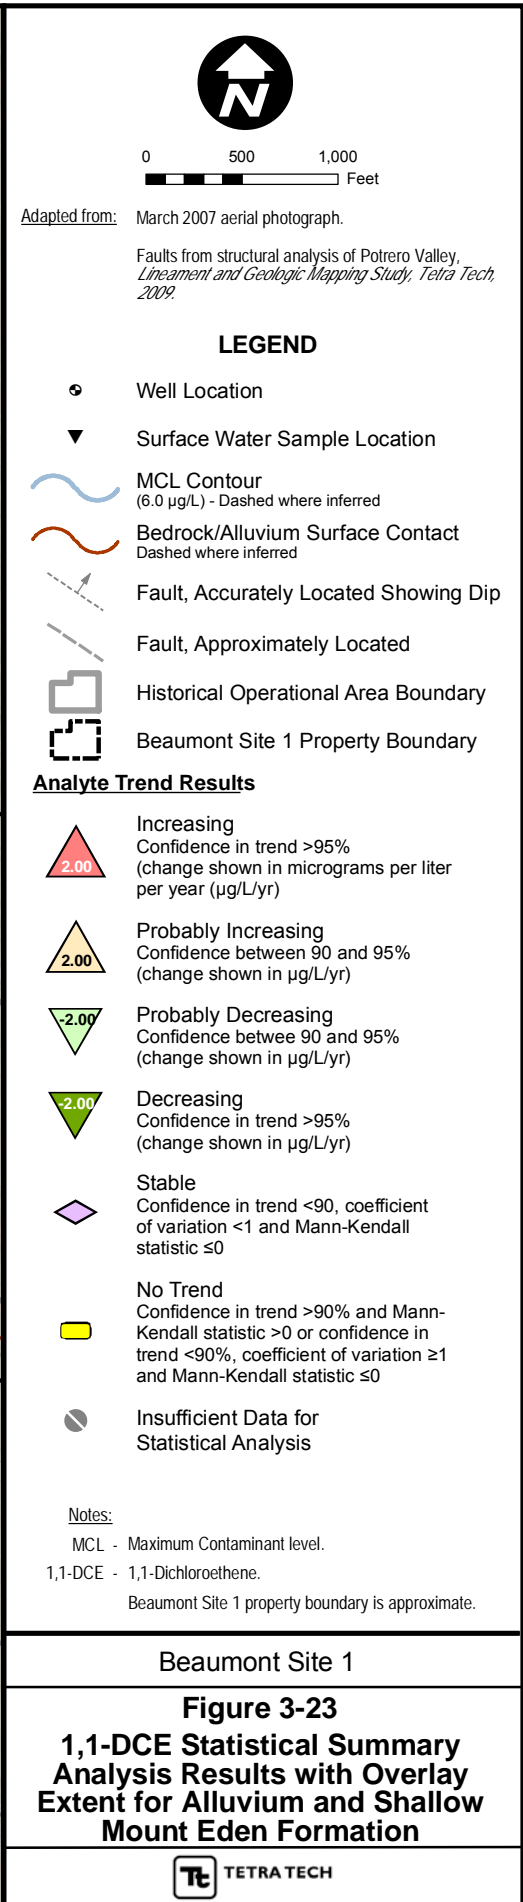 N
0 500 1,000
Feet
Adapted from: March 2007 aerial photograph.
Faults from structural analysis of Potrero Valley,
Lineament and Geologic Mapping Study, Tetra Tech,
2009.
LEGEND
Well Location
Surface Water Sample Location
MCL Contour
(6.0 µg/L) - Dashed where inferred
Bedrock/Alluvium Surface Contact
Dashed where inferred
Fault, Accurately Located Showing Dip
Fault, Approximately Located
Historical Operational Area Boundary
Beaumont Site 1 Property Boundary
Analyte Trend Results
Increasing
Confidence in trend >95%
2.00 (change shown in micrograms per liter
per year (µg/L/yr)
Probably Increasing
Confidence between 90 and 95%
2.00 (change shown in µg/L/yr)
-2.00 Probably Decreasing
Confidence betwee 90 and 95%
(change shown in µg/L/yr)
-2.00 Decreasing
Confidence in trend >95%
(change shown in µg/L/yr)
Stable
Confidence in trend <90, coefficient
of variation <1 and Mann-Kendall
statistic ≤0
No Trend
Confidence in trend >90% and Mann-
Kendall statistic >0 or confidence in
trend <90%, coefficient of variation ≥1
and Mann-Kendall statistic ≤0
Insufficient Data for
Statistical Analysis
Notes:
MCL - Maximum Contaminant level.
1,1-DCE - 1,1-Dichloroethene.
Beaumont Site 1 property boundary is approximate.
Beaumont Site 1
Figure 3-23
1,1-DCE Statistical Summary
Analysis Results with Overlay
Extent for Alluvium and Shallow
Mount Eden Formation
Tt TETRA TECH